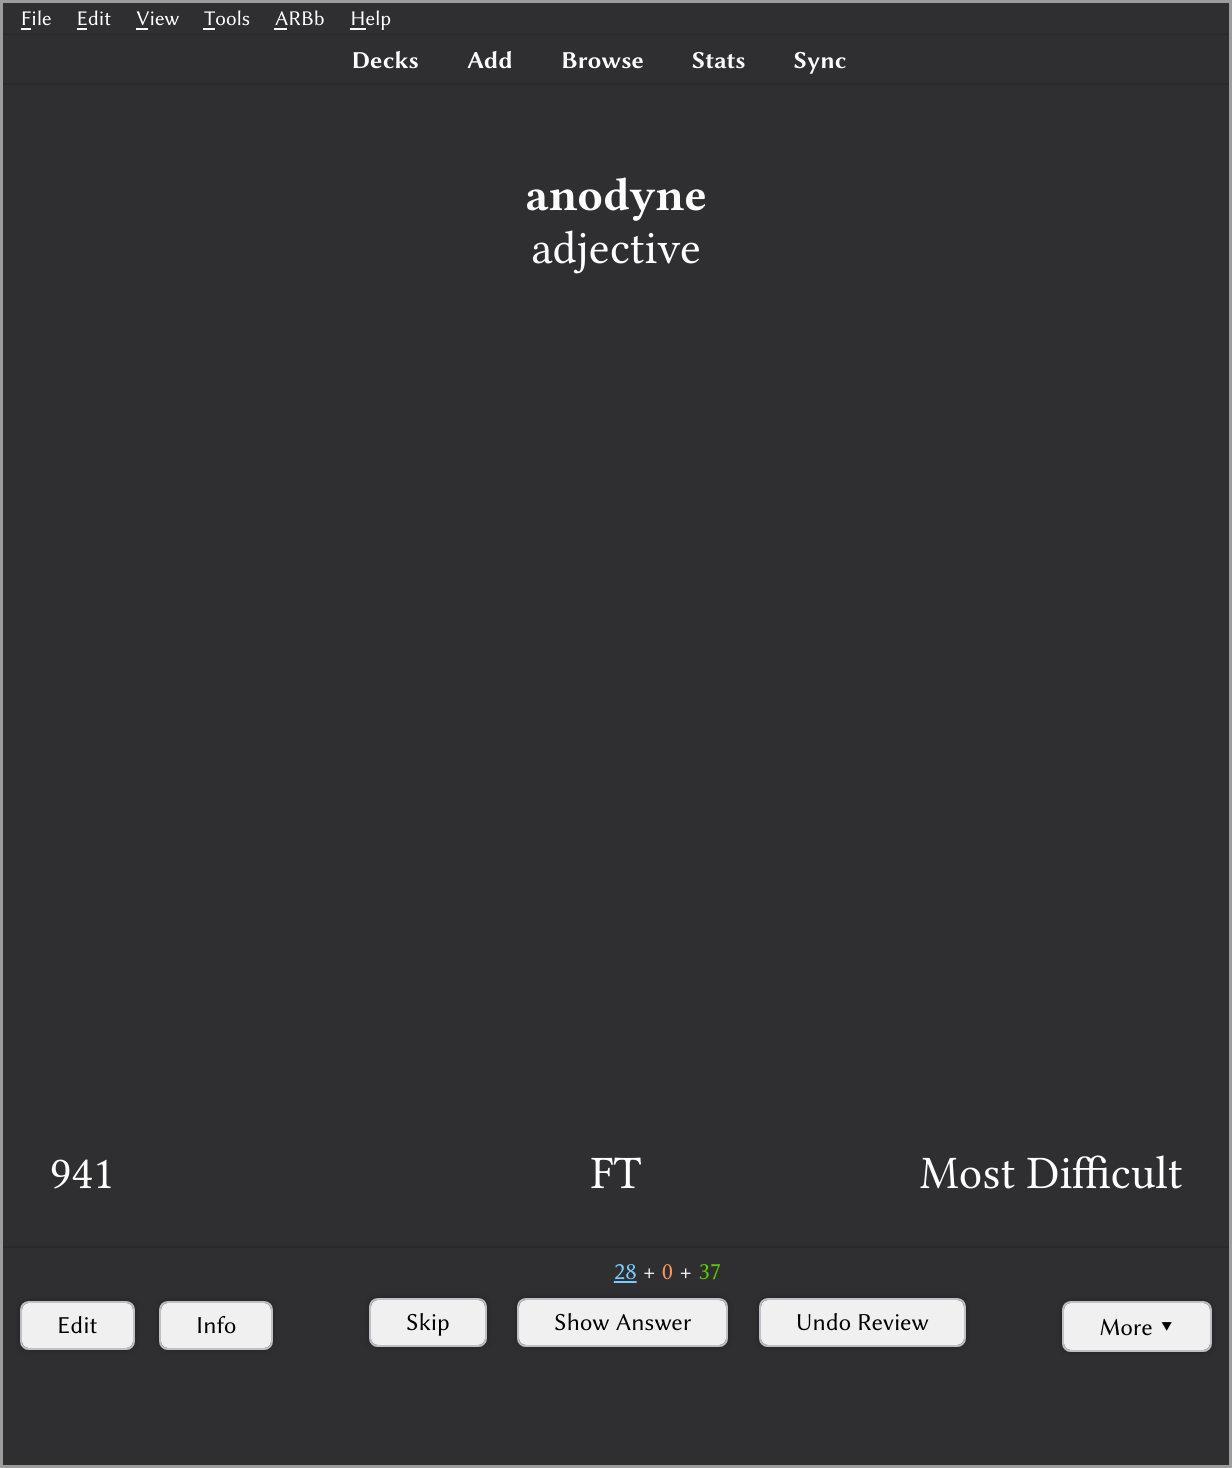 File Edit View Tools ARBb Help
Decks Add Browse Stats Sync
anodyne
adjective
941 FT Most Difficult
28 + 0 + 37
Edit Info Skip Show Answer Undo Review More ▼